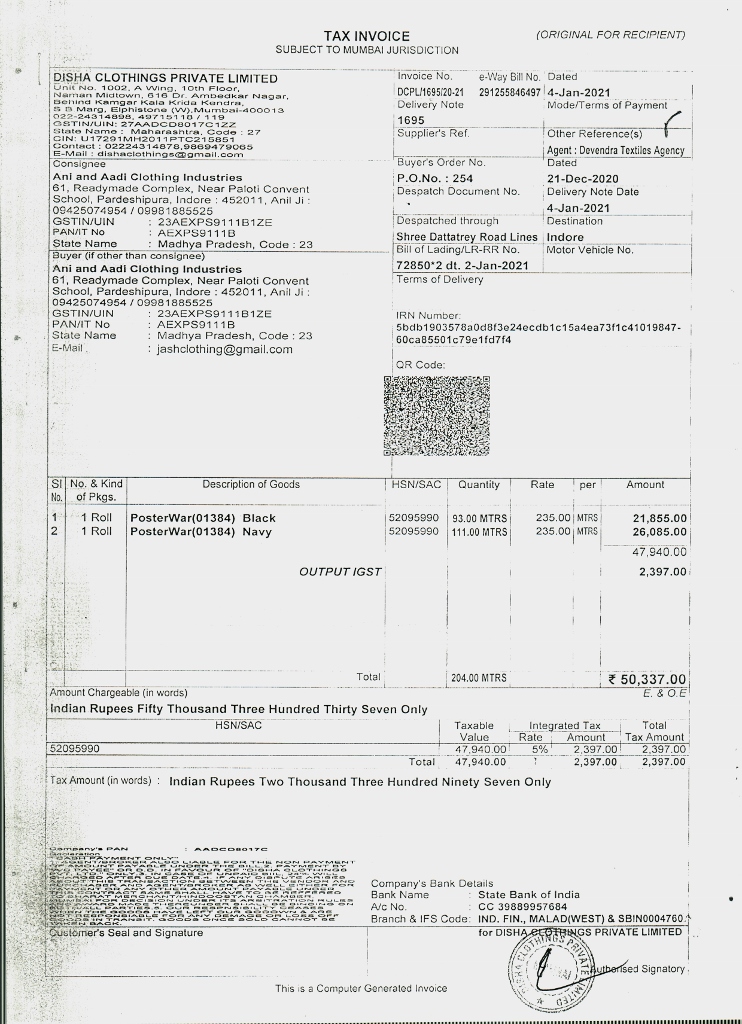 TAX INVOICE
(ORIGINAL FOR RECIPIENT)
SUBJECT TO MUMBAI JURISDICTION
DISHA CLOTHINGS PRIVATE LIMITED
Unit No. 1002, A Wing, 10th Floor,
Naman Midtown, 616 Dr. Ambedkar Nagar,
Behind Kamgar Kala Krida Kendra,
S B Marg, Elphistone (W),Mumbai-400013
022-24314898, 49715118 / 119
GSTIN/UIN: 27AADCD8017C1ZZ
State Name : Maharashtra, Code : 27
CIN: U17291MH2011PTC215851
Contact : 02224314878,9869479065
E-Mail : dishaclothings@gmail.com
Invoice No. e-Way Bill No. Dated
DCPL/1695/20-21 291255846497 4-Jan-2021
Delivery Note Mode/Terms of Payment
1695
Supplier's Ref. Other Reference(s)
Agent : Devendra Textiles Agency
Buyer's Order No. Dated
P.O.No. : 254 21-Dec-2020
Despatch Document No. Delivery Note Date
4-Jan-2021
Despatched through Destination
Shree Dattatrey Road Lines Indore
Bill of Lading/LR-RR No. Motor Vehicle No.
72850*2 dt. 2-Jan-2021
Terms of Delivery
Consignee
Ani and Aadi Clothing Industries
61, Readymade Complex, Near Paloti Convent
School, Pardeshipura, Indore : 452011, Anil Ji :
09425074954 / 09981885525
GSTIN/UIN : 23AEXPS9111B1ZE
PAN/IT No : AEXPS9111B
State Name : Madhya Pradesh, Code : 23
Buyer (if other than consignee)
Ani and Aadi Clothing Industries
61, Readymade Complex, Near Paloti Convent
School, Pardeshipura, Indore : 452011, Anil Ji :
09425074954 / 09981885525
GSTIN/UIN : 23AEXPS9111B1ZE
PAN/IT No : AEXPS9111B
State Name : Madhya Pradesh, Code : 23
E-Mail : jashclothing@gmail.com
IRN Number:
5bdb1903578a0d8f3e24ecdb1c15a4ea73f1c41019847-
60ca85501c79e1fd7f4
QR Code:
Sl No. No. & Kind of Pkgs. Description of Goods HSN/SAC Quantity Rate per Amount
1 1 Roll PosterWar(01384) Black 52095990 93.00 MTRS 235.00 MTRS 21,855.00
2 1 Roll PosterWar(01384) Navy 52095990 111.00 MTRS 235.00 MTRS 26,085.00
47,940.00
OUTPUT IGST 2,397.00
Total 204.00 MTRS ₹ 50,337.00
Amount Chargeable (in words) E. & O.E
Indian Rupees Fifty Thousand Three Hundred Thirty Seven Only
HSN/SAC Taxable Value Integrated Tax Rate Amount Total Tax Amount
52095990 47,940.00 5% 2,397.00 2,397.00
Total 47,940.00 2,397.00 2,397.00
Tax Amount (in words) : Indian Rupees Two Thousand Three Hundred Ninety Seven Only
Company's PAN : AADCD8017C
Declaration
"CASH PAYMENT ONLY"
Company's Bank Details
Bank Name : State Bank of India
A/c No. : CC 39889957684
Branch & IFS Code: IND. FIN., MALAD(WEST) & SBIN0004760
Customer's Seal and Signature
for DISHA CLOTHINGS PRIVATE LIMITED
DISHA CLOTHINGS PRIVATE LIMITED
Authorised Signatory
This is a Computer Generated Invoice